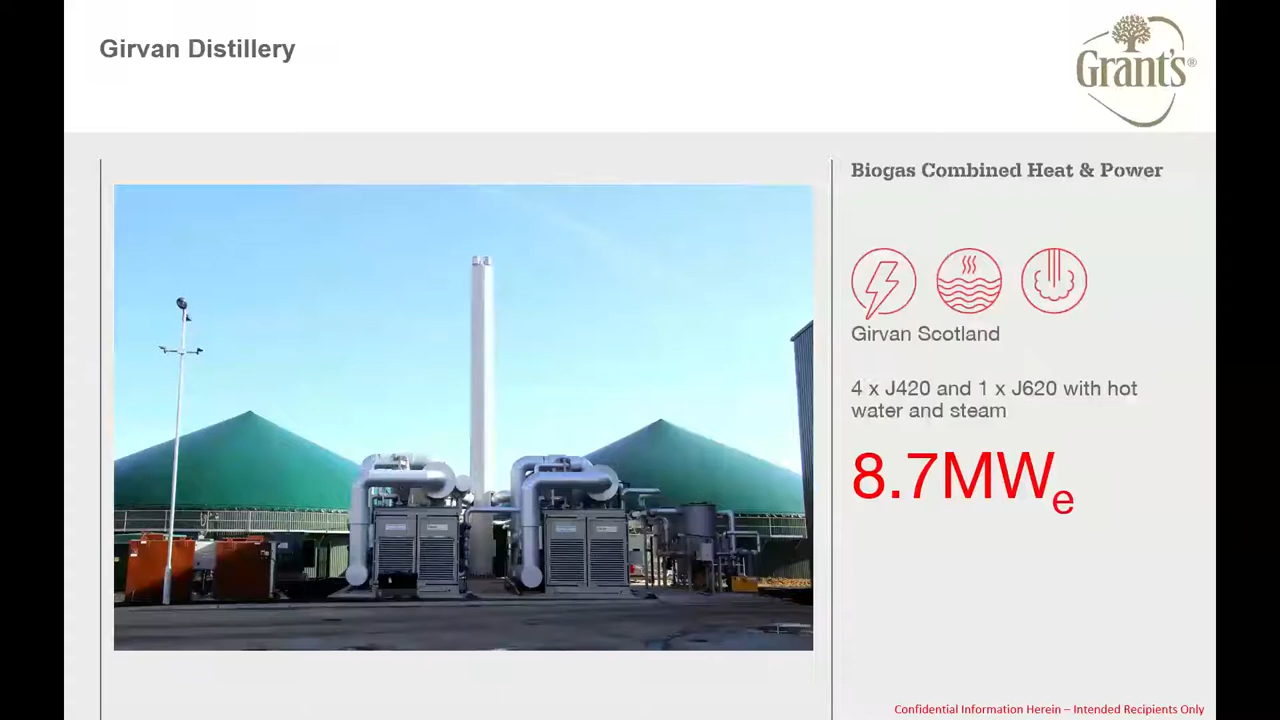 Girvan Distillery
Grant's®
Biogas Combined Heat & Power
Girvan Scotland
4 x J420 and 1 x J620 with hot
water and steam
8.7MWe
Confidential Information Herein – Intended Recipients Only